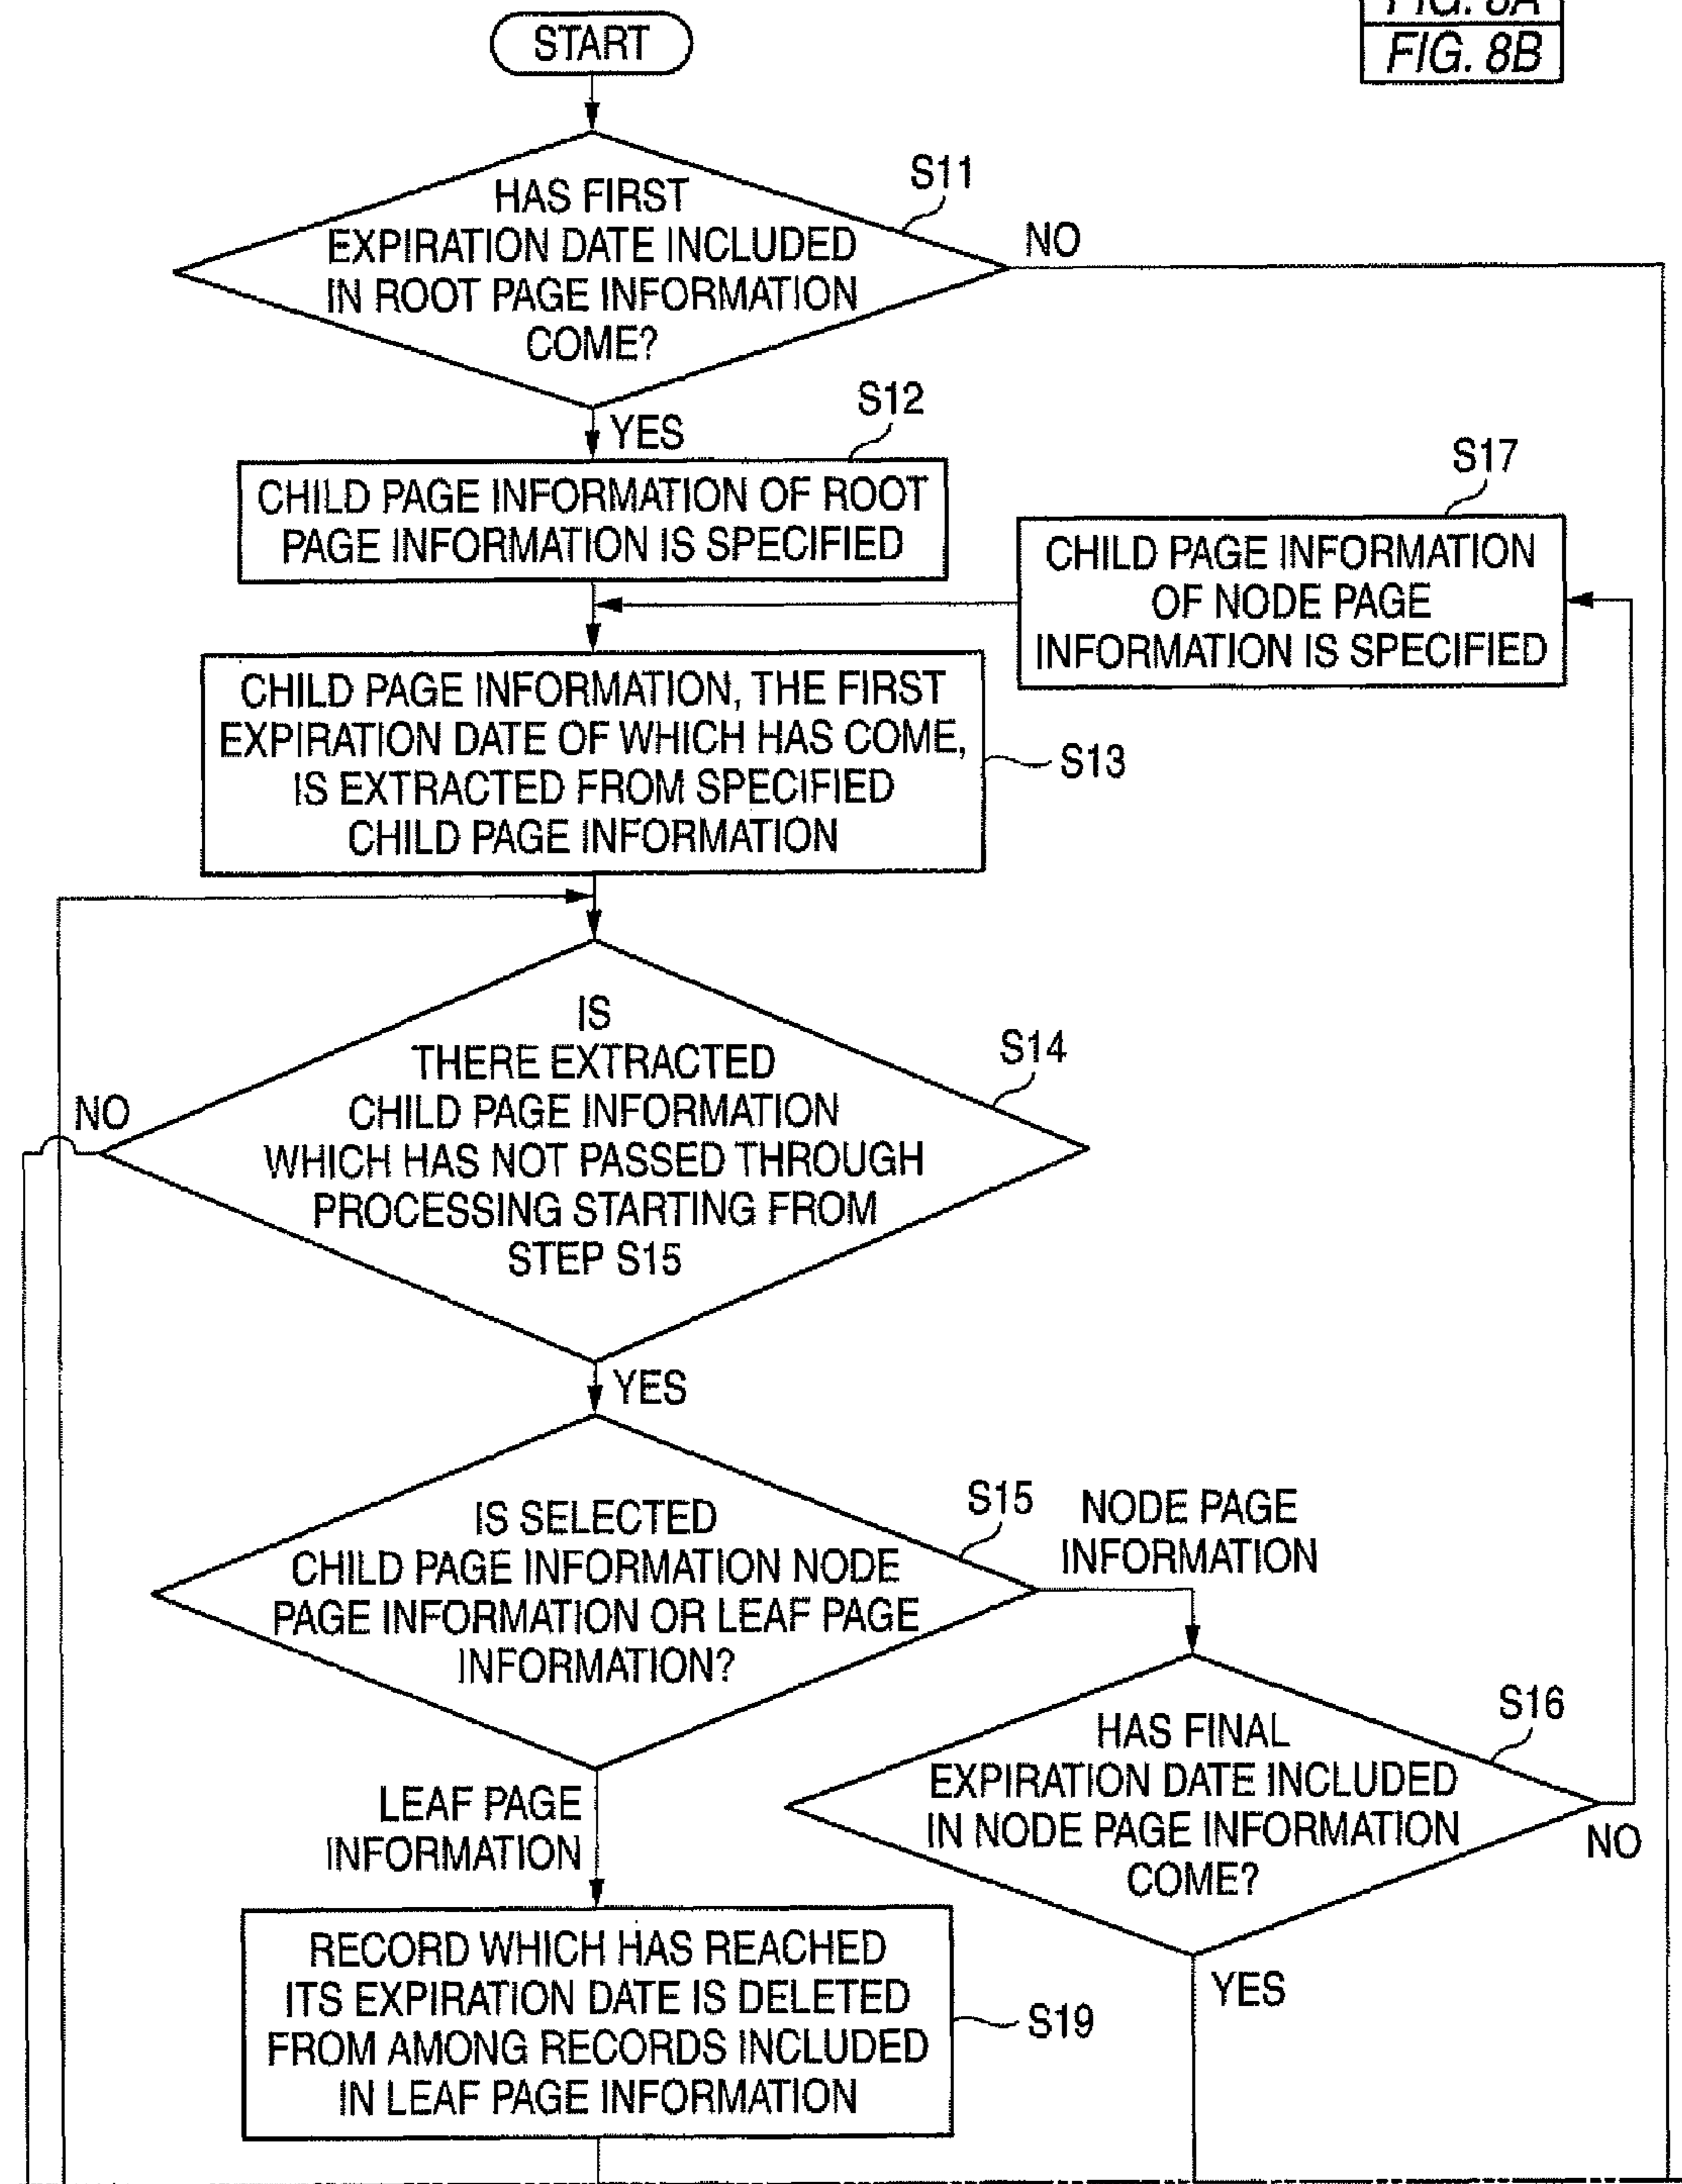 FIG. 8A
FIG. 8B
START
HAS FIRST
EXPIRATION DATE INCLUDED
IN ROOT PAGE INFORMATION
COME?
S11
NO
YES
S12
CHILD PAGE INFORMATION OF ROOT
PAGE INFORMATION IS SPECIFIED
S17
CHILD PAGE INFORMATION
OF NODE PAGE
INFORMATION IS SPECIFIED
CHILD PAGE INFORMATION, THE FIRST
EXPIRATION DATE OF WHICH HAS COME,
IS EXTRACTED FROM SPECIFIED
CHILD PAGE INFORMATION
S13
IS
THERE EXTRACTED
CHILD PAGE INFORMATION
WHICH HAS NOT PASSED THROUGH
PROCESSING STARTING FROM
STEP S15
S14
NO
YES
IS SELECTED
CHILD PAGE INFORMATION NODE
PAGE INFORMATION OR LEAF PAGE
INFORMATION?
S15
NODE PAGE
INFORMATION
LEAF PAGE
INFORMATION
HAS FINAL
EXPIRATION DATE INCLUDED
IN NODE PAGE INFORMATION
COME?
S16
NO
YES
RECORD WHICH HAS REACHED
ITS EXPIRATION DATE IS DELETED
FROM AMONG RECORDS INCLUDED
IN LEAF PAGE INFORMATION
S19